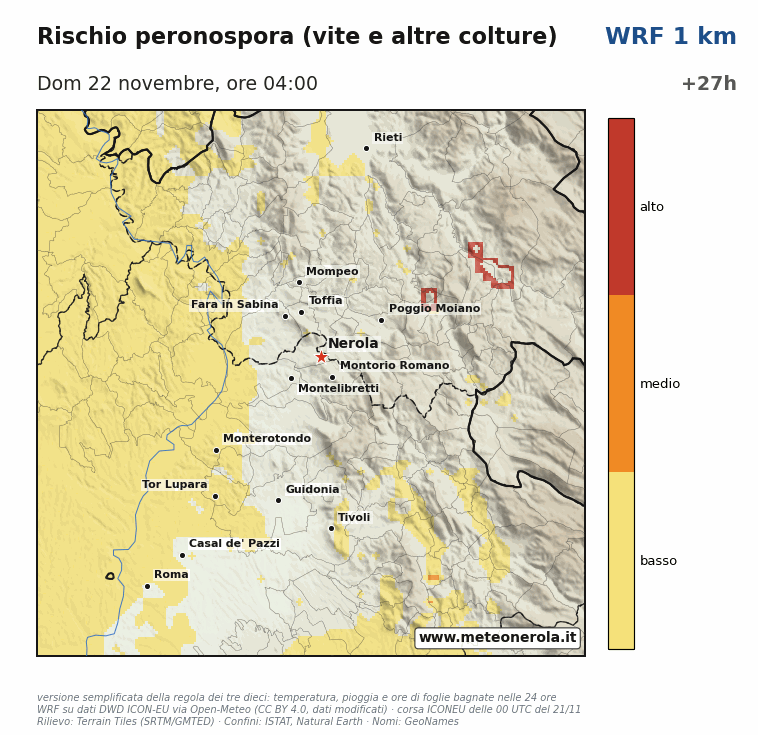 Rischio peronospora (vite e altre colture)
WRF 1 km
Dom 22 novembre, ore 04:00
+27h
Rieti
alto
Mompeo
Fara in Sabina
Toffia
Poggio Moiano
Nerola
Montorio Romano
Montelibretti
medio
Monterotondo
Tor Lupara
Guidonia
Tivoli
Casal de' Pazzi
basso
Roma
www.meteonerola.it
versione semplificata della regola dei tre dieci: temperatura, pioggia e ore di foglie bagnate nelle 24 ore
WRF su dati DWD ICON-EU via Open-Meteo (CC BY 4.0, dati modificati) · corsa ICONEU delle 00 UTC del 21/11
Rilievo: Terrain Tiles (SRTM/GMTED) · Confini: ISTAT, Natural Earth · Nomi: GeoNames